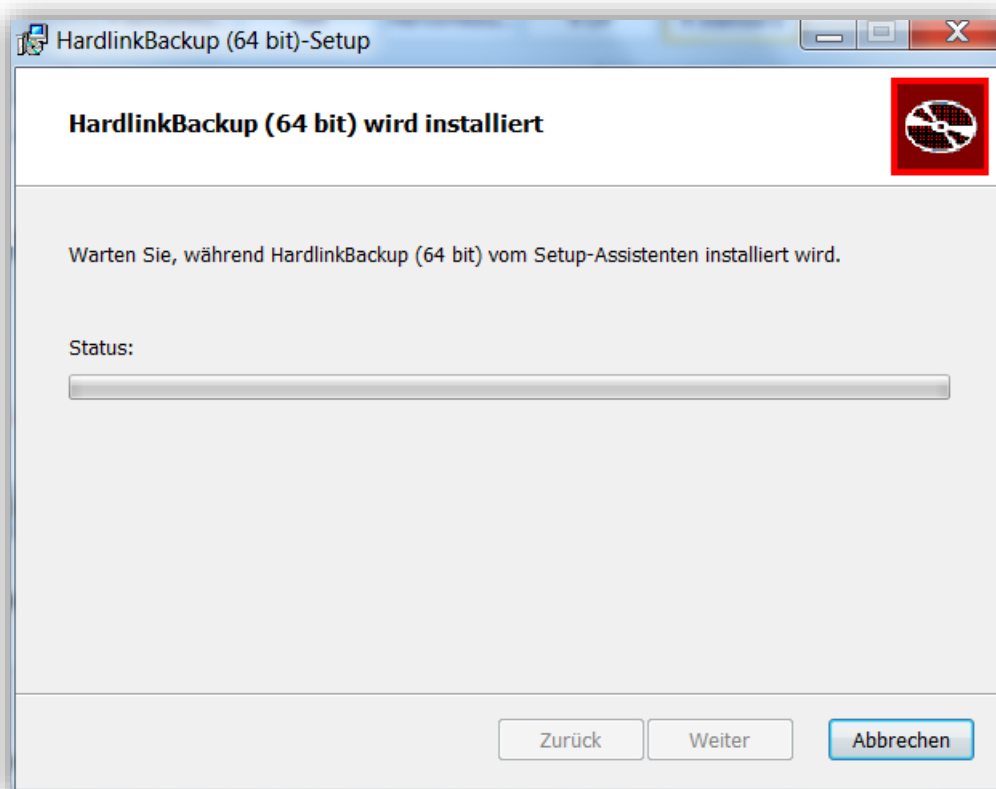 HardlinkBackup (64 bit)-Setup
HardlinkBackup (64 bit) wird installiert
Warten Sie, während HardlinkBackup (64 bit) vom Setup-Assistenten installiert wird.
Status:
Zurück
Weiter
Abbrechen